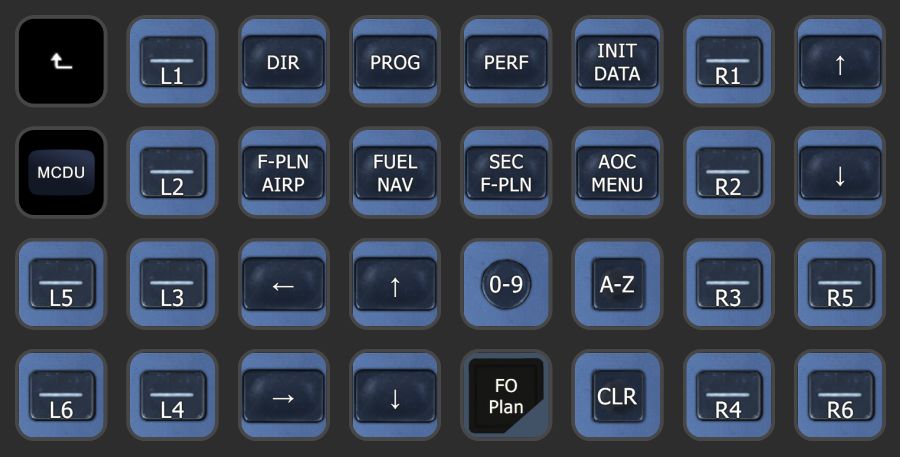 L1
DIR
PROG
PERF
INIT
DATA
R1
↑
MCDU
L2
F-PLN
AIRP
FUEL
NAV
SEC
F-PLN
AOC
MENU
R2
↓
L5
L3
←
↑
0-9
A-Z
R3
R5
L6
L4
→
↓
FO
Plan
CLR
R4
R6